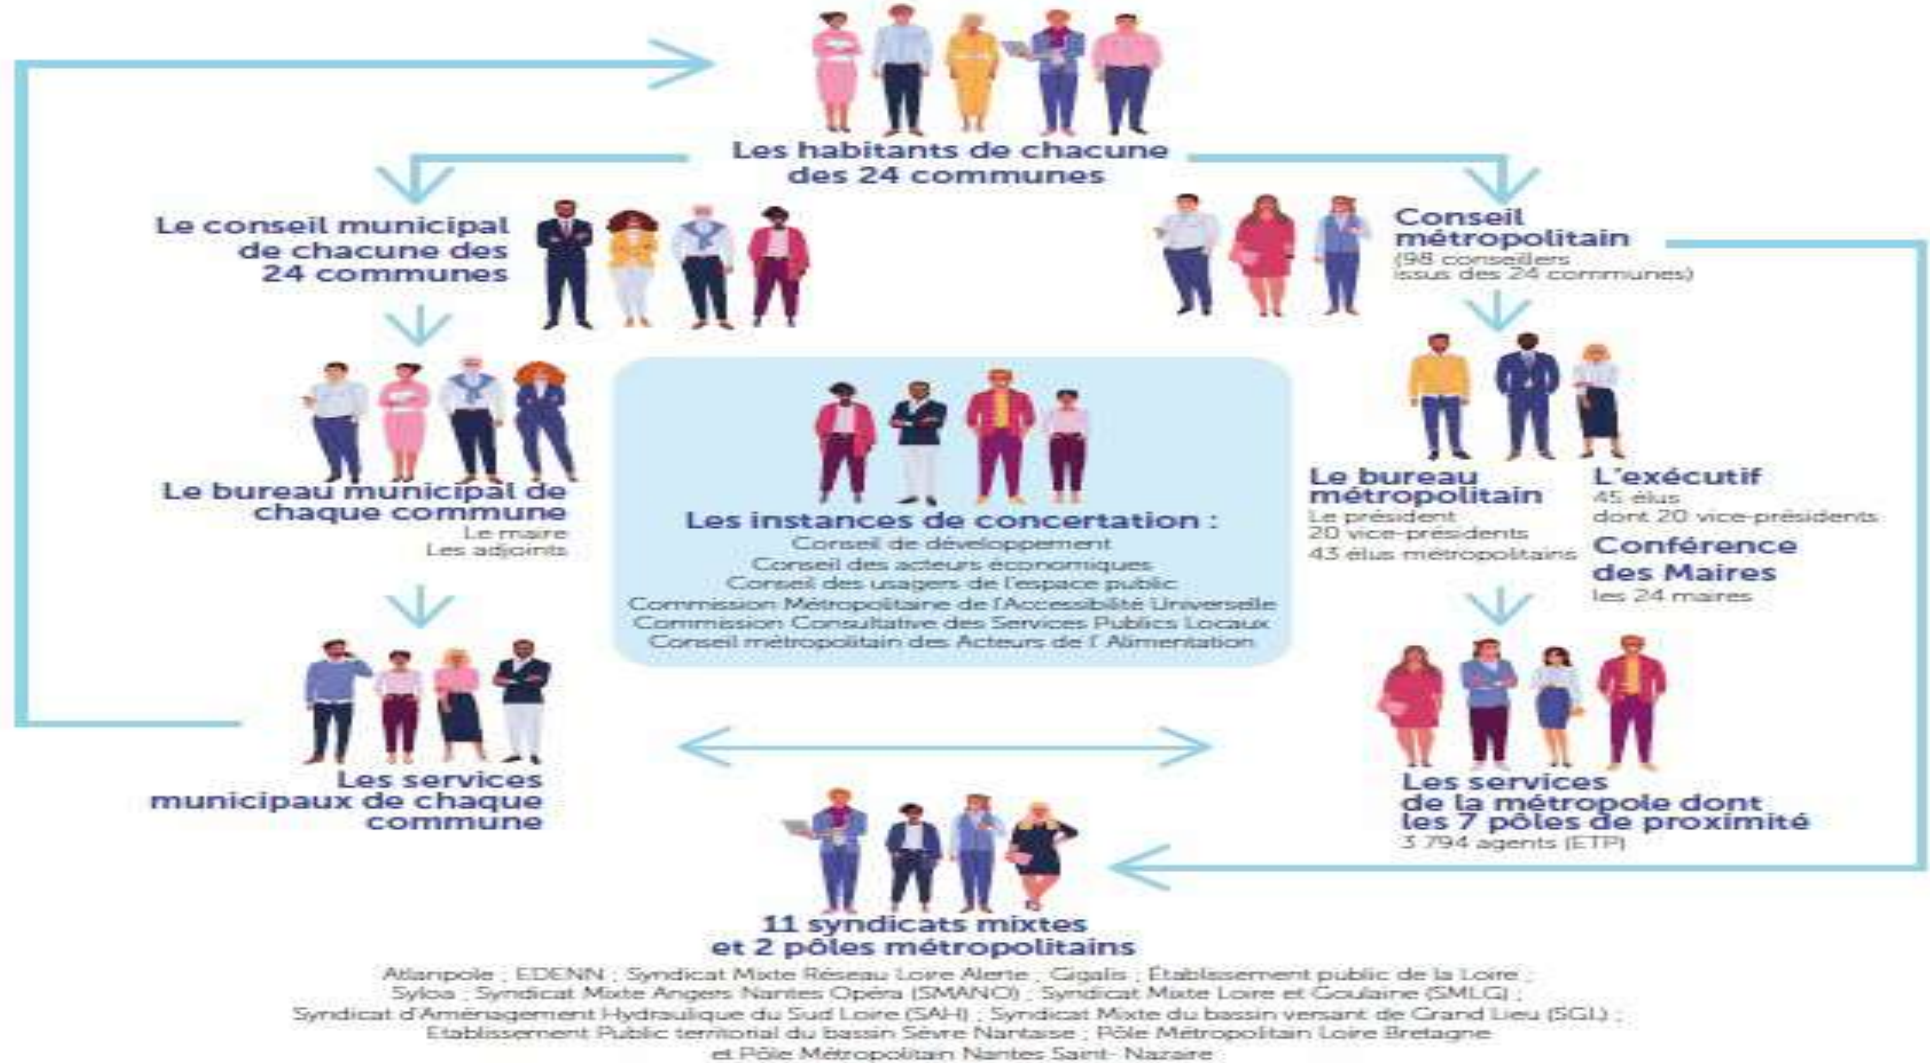 Les habitants de chacune
des 24 communes
Le conseil municipal
de chacune des
24 communes
Conseil
métropolitain
(98 conseillers
issus des 24 communes)
Le bureau municipal de
chaque commune
Le maire
Les adjoints
Les instances de concertation :
Conseil de développement
Conseil des acteurs économiques
Conseil des usagers de l'espace public
Commission Métropolitaine de l'Accessibilité Universelle
Commission Consultative des Services Publics Locaux
Conseil métropolitain des Acteurs de l' Alimentation
Le bureau
métropolitain
Le président
20 vice-présidents
43 élus métropolitains
L'exécutif
45 élus
dont 20 vice-présidents
Conférence
des Maires
les 24 maires
Les services
municipaux de chaque
commune
Les services
de la métropole dont
les 7 pôles de proximité
3 794 agents (ETP)
11 syndicats mixtes
et 2 pôles métropolitains
Atlanpole ; EDENN ; Syndicat Mixte Réseau Loire Alerte ; Gigalis ; Établissement public de la Loire ;
Syloa ; Syndicat Mixte Angers Nantes Opéra (SMANO) ; Syndicat Mixte Loire et Goulaine (SMLG) ;
Syndicat d'Aménagement Hydraulique du Sud Loire (SAH) ; Syndicat Mixte du bassin versant de Grand Lieu (SGL) ;
Etablissement Public territorial du bassin Sèvre Nantaise ; Pôle Métropolitain Loire Bretagne
et Pôle Métropolitain Nantes Saint- Nazaire